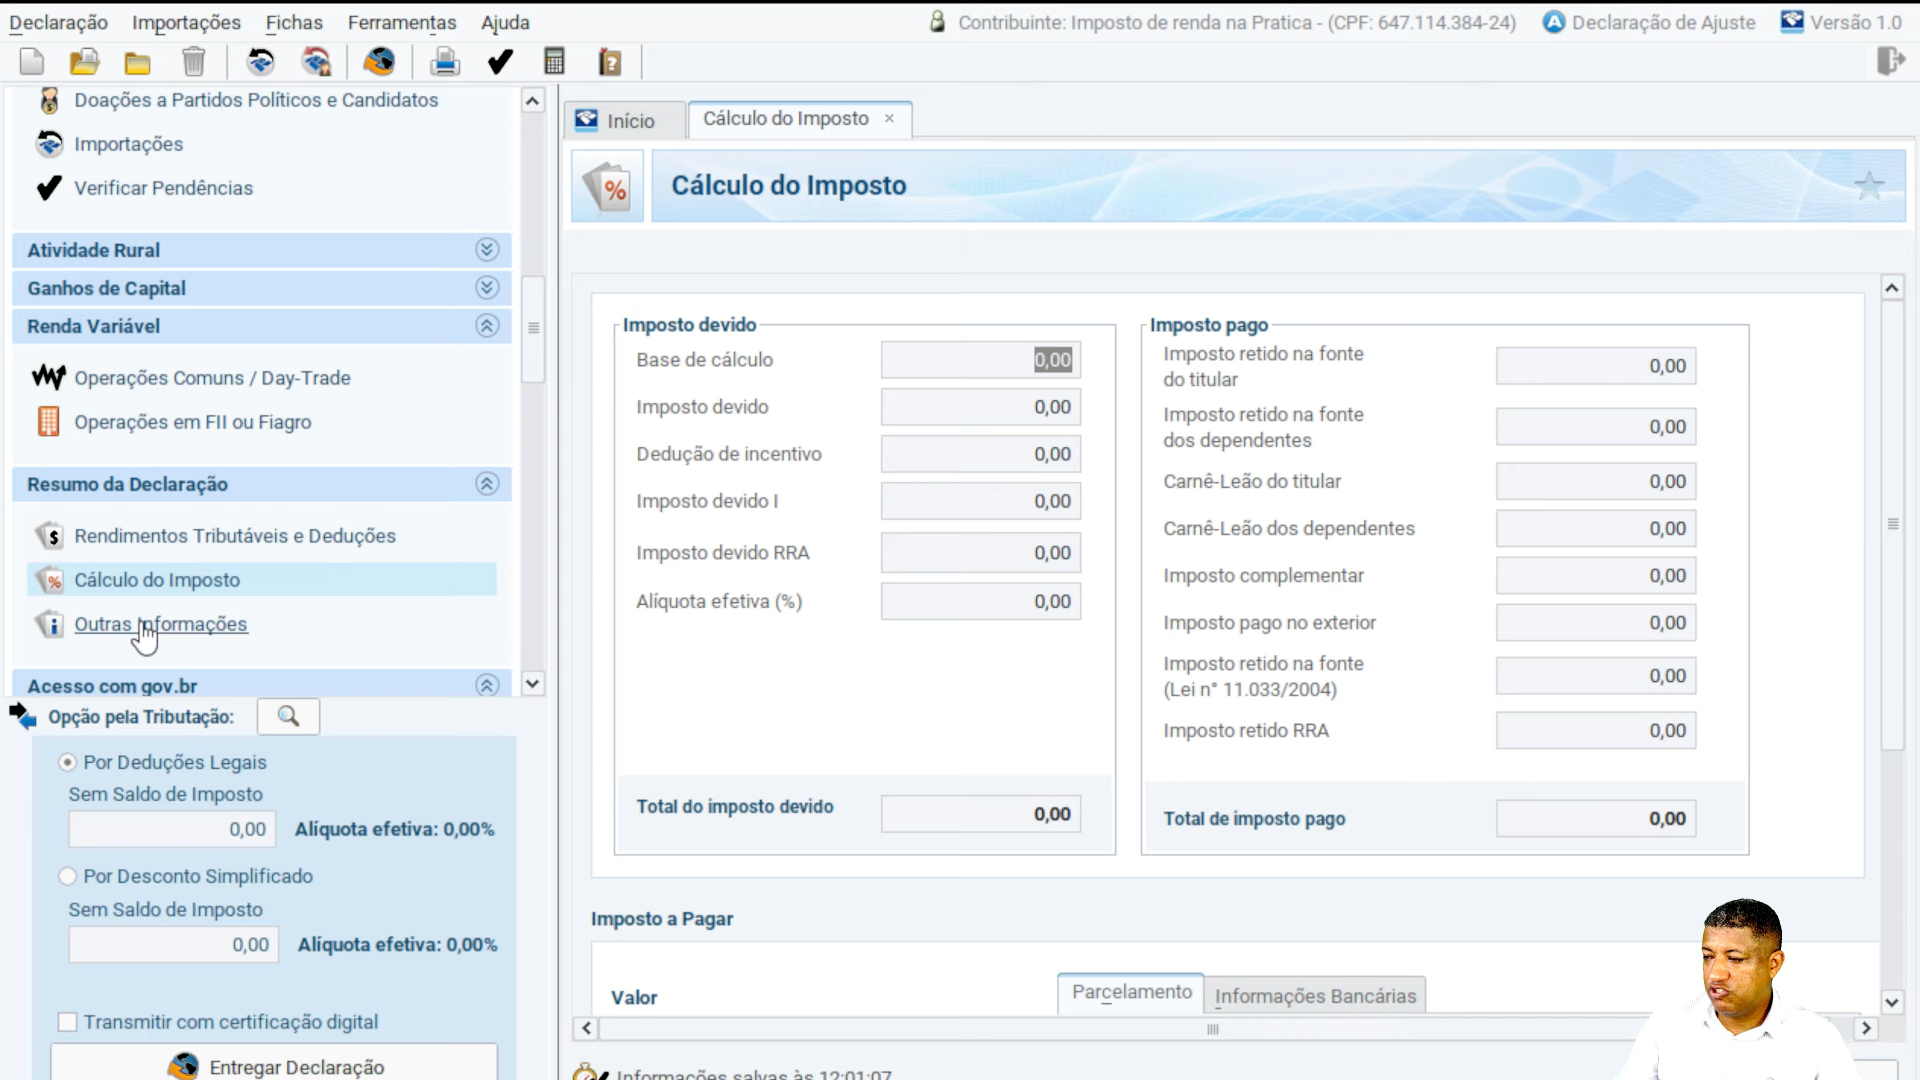 Declaração Importações Fichas Ferramentas Ajuda
Contribuinte: Imposto de renda na Pratica - (CPF: 647.114.384-24) Declaração de Ajuste Versão 1.0
Doações a Partidos Políticos e Candidatos
Importações
Verificar Pendências
Atividade Rural
Ganhos de Capital
Renda Variável
Operações Comuns / Day-Trade
Operações em FII ou Fiagro
Resumo da Declaração
Rendimentos Tributáveis e Deduções
Cálculo do Imposto
Outras Informações
Acesso com gov.br
Opção pela Tributação:
Por Deduções Legais
Sem Saldo de Imposto
0,00 Alíquota efetiva: 0,00%
Por Desconto Simplificado
Sem Saldo de Imposto
0,00 Alíquota efetiva: 0,00%
Transmitir com certificação digital
Entregar Declaração
Início Cálculo do Imposto ×
Cálculo do Imposto
Imposto devido
Base de cálculo 0,00
Imposto devido 0,00
Dedução de incentivo 0,00
Imposto devido I 0,00
Imposto devido RRA 0,00
Alíquota efetiva (%) 0,00
Total do imposto devido 0,00
Imposto pago
Imposto retido na fonte
do titular 0,00
Imposto retido na fonte
dos dependentes 0,00
Carnê-Leão do titular 0,00
Carnê-Leão dos dependentes 0,00
Imposto complementar 0,00
Imposto pago no exterior 0,00
Imposto retido na fonte
(Lei n° 11.033/2004) 0,00
Imposto retido RRA 0,00
Total de imposto pago 0,00
Imposto a Pagar
Valor
Parcelamento Informações Bancárias
Informações salvas às 12:01:07